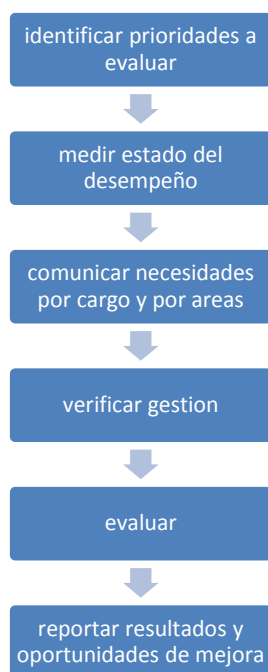 identificar prioridades a
evaluar
medir estado del
desempeño
comunicar necesidades
por cargo y por areas
verificar gestion
evaluar
reportar resultados y
oportunidades de mejora